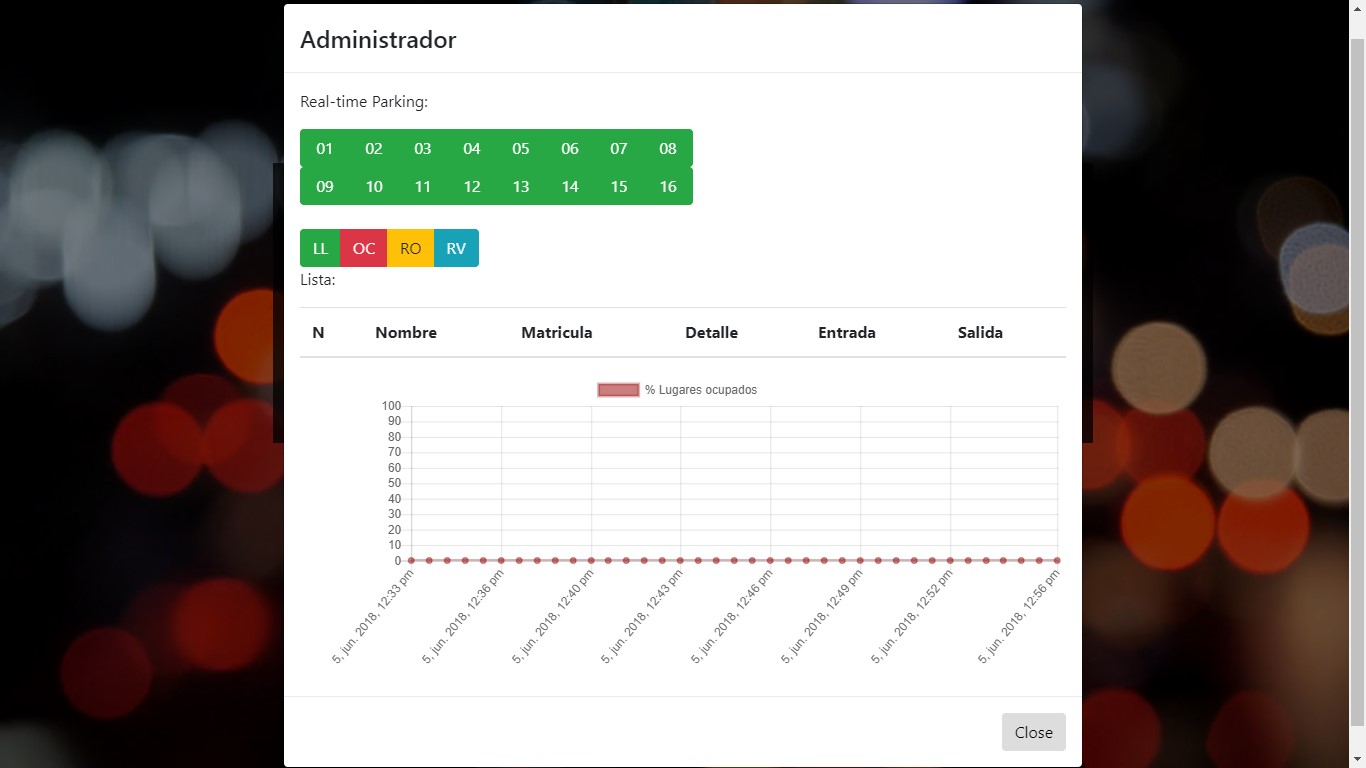 Administrador
Real-time Parking:
01 02 03 04 05 06 07 08
09 10 11 12 13 14 15 16
LL OC RO RV
Lista:
N Nombre Matricula Detalle Entrada Salida
% Lugares ocupados
100
90
80
70
60
50
40
30
20
10
0
5, jun. 2018, 12:33 pm
5, jun. 2018, 12:36 pm
5, jun. 2018, 12:40 pm
5, jun. 2018, 12:43 pm
5, jun. 2018, 12:46 pm
5, jun. 2018, 12:49 pm
5, jun. 2018, 12:52 pm
5, jun. 2018, 12:56 pm
Close